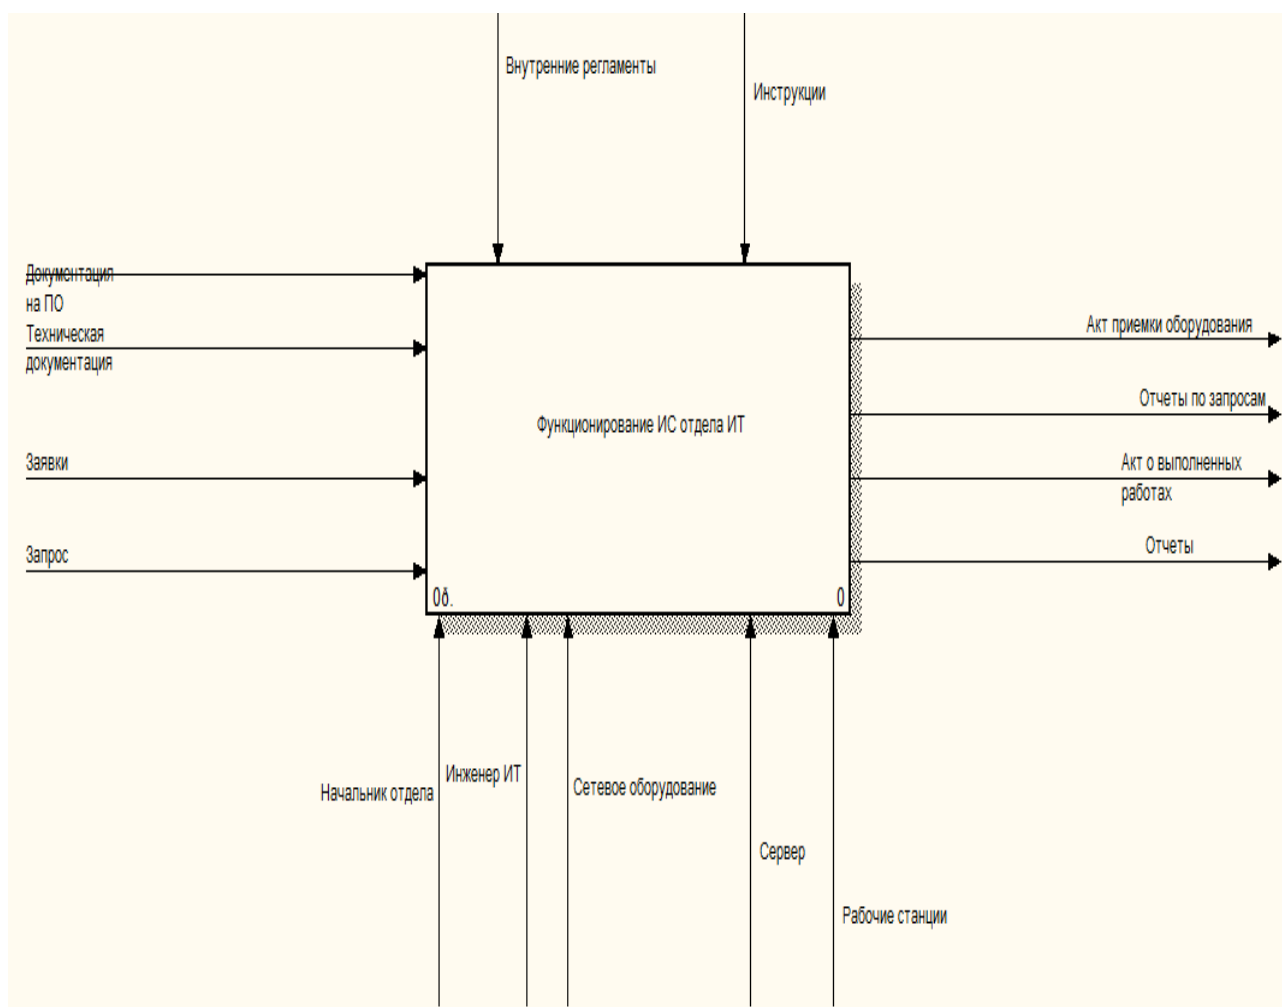 Внутренние регламенты
Инструкции
Документация
на ПО
Техническая
документация
Заявки
Запрос
Функционирование ИС отдела ИТ
0ð.
0
Акт приемки оборудования
Отчеты по запросам
Акт о выполненных
работах
Отчеты
Начальник отдела
Инженер ИТ
Сетевое оборудование
Сервер
Рабочие станции